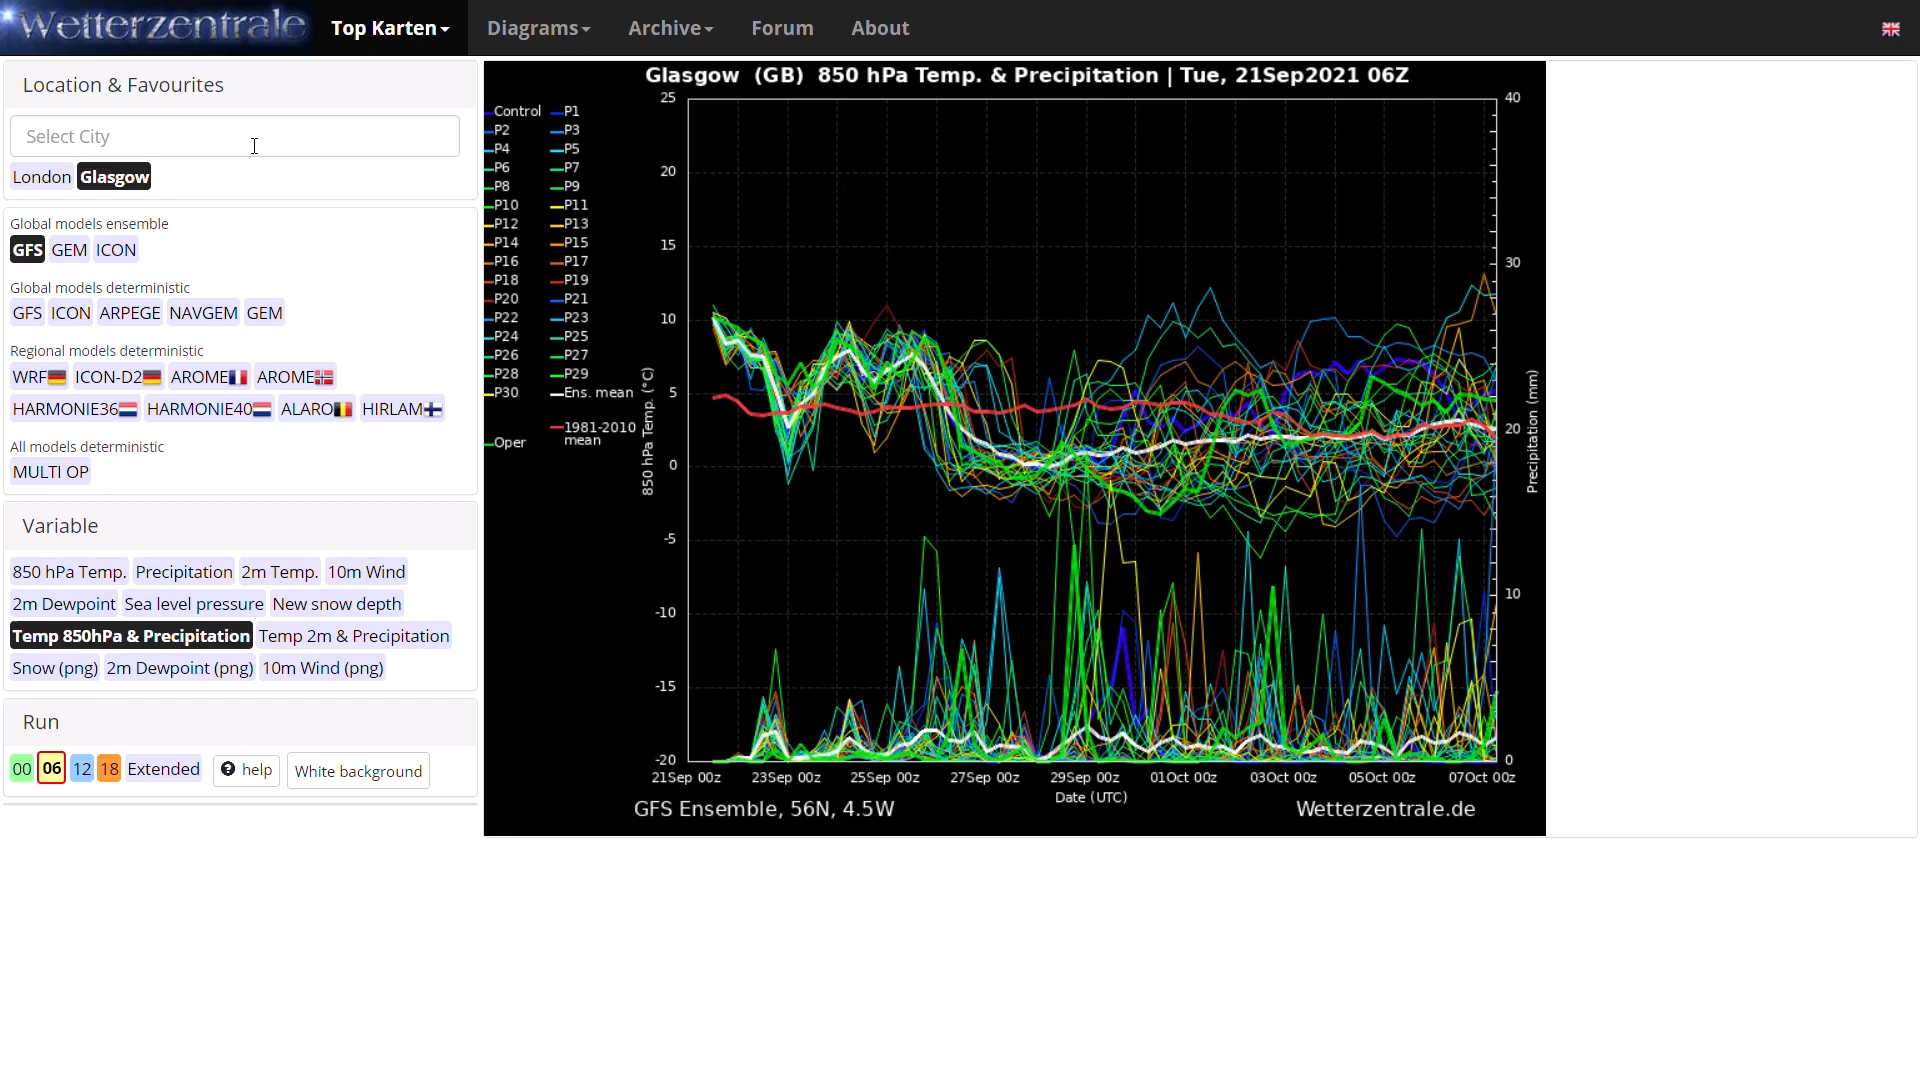 Wetterzentrale
Top Karten
Diagrams
Archive
Forum
About
Location & Favourites
Select City
London Glasgow
Global models ensemble
GFS GEM ICON
Global models deterministic
GFS ICON ARPEGE NAVGEM GEM
Regional models deterministic
WRF ICON-D2 AROME AROME
HARMONIE36 HARMONIE40 ALARO HIRLAM
All models deterministic
MULTI OP
Variable
850 hPa Temp. Precipitation 2m Temp. 10m Wind
2m Dewpoint Sea level pressure New snow depth
Temp 850hPa & Precipitation Temp 2m & Precipitation
Snow (png) 2m Dewpoint (png) 10m Wind (png)
Run
00 06 12 18 Extended help White background
Glasgow (GB) 850 hPa Temp. & Precipitation | Tue, 21Sep2021 06Z
Control P1
P2 P3
P4 P5
P6 P7
P8 P9
P10 P11
P12 P13
P14 P15
P16 P17
P18 P19
P20 P21
P22 P23
P24 P25
P26 P27
P28 P29
P30 Ens. mean
1981-2010
mean
Oper
850 hPa Temp. (°C)
25
20
15
10
5
0
-5
-10
-15
-20
40
30
20
10
0
Precipitation (mm)
21Sep 00z 23Sep 00z 25Sep 00z 27Sep 00z 29Sep 00z 01Oct 00z 03Oct 00z 05Oct 00z 07Oct 00z
Date (UTC)
GFS Ensemble, 56N, 4.5W
Wetterzentrale.de